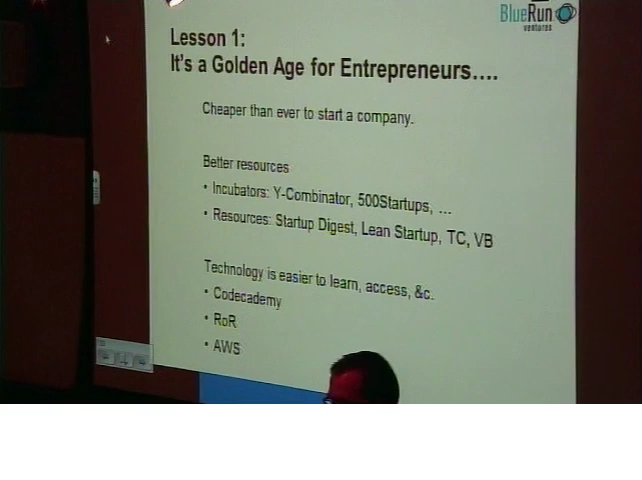 BlueRun
ventures
Lesson 1:
It's a Golden Age for Entrepreneurs....
Cheaper than ever to start a company.
Better resources
• Incubators: Y-Combinator, 500Startups, ...
• Resources: Startup Digest, Lean Startup, TC, VB
Technology is easier to learn, access, &c.
• Codecademy
• RoR
• AWS